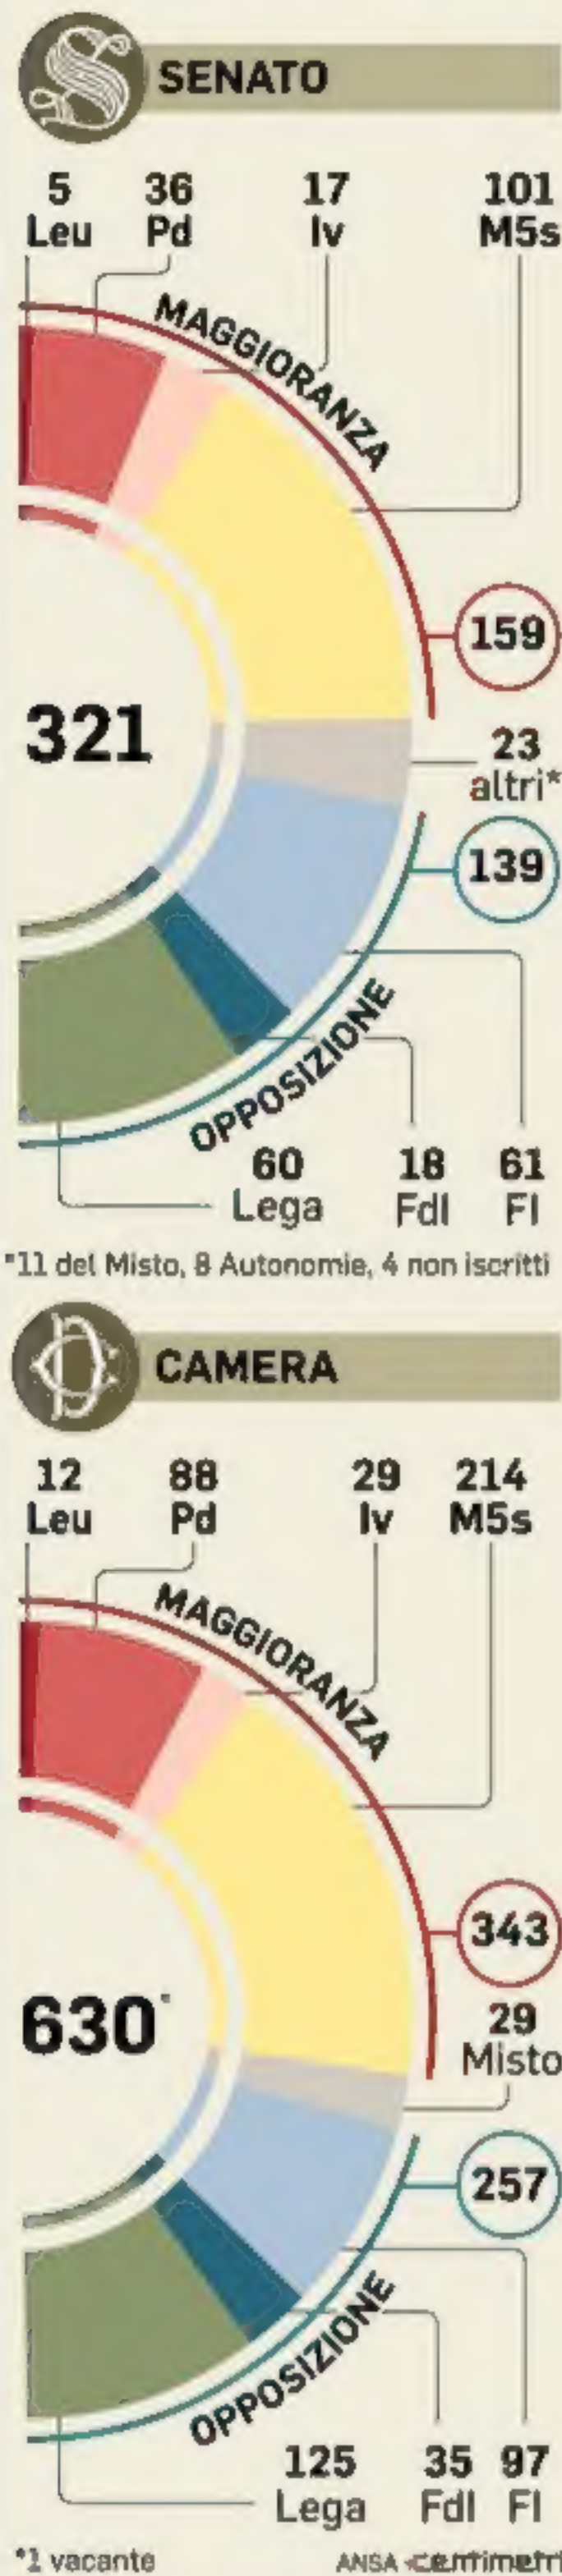 SENATO
5 36 17 101
Leu Pd Iv M5s
MAGGIORANZA
159
321
23
altri*
139
OPPOSIZIONE
60 18 61
Lega FdI FI
*11 del Misto, 8 Autonomie, 4 non iscritti
CAMERA
12 88 29 214
Leu Pd Iv M5s
MAGGIORANZA
343
630*
29
Misto
257
OPPOSIZIONE
125 35 97
Lega FdI FI
*1 vacante ANSA centimetri